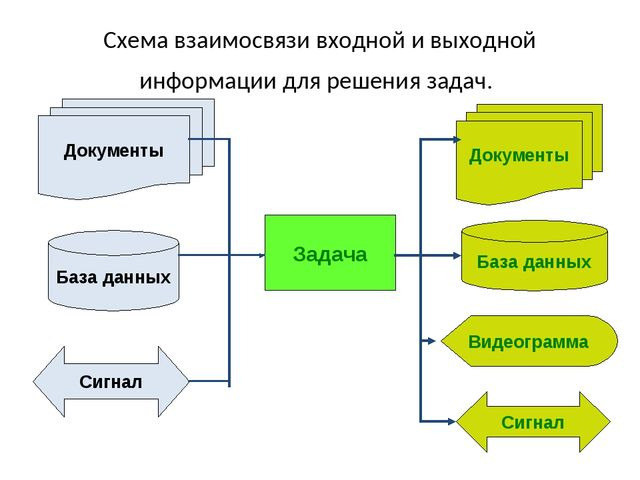 Схема взаимосвязи входной и выходной
информации для решения задач.
Документы
База данных
Сигнал
Задача
Документы
База данных
Видеограмма
Сигнал